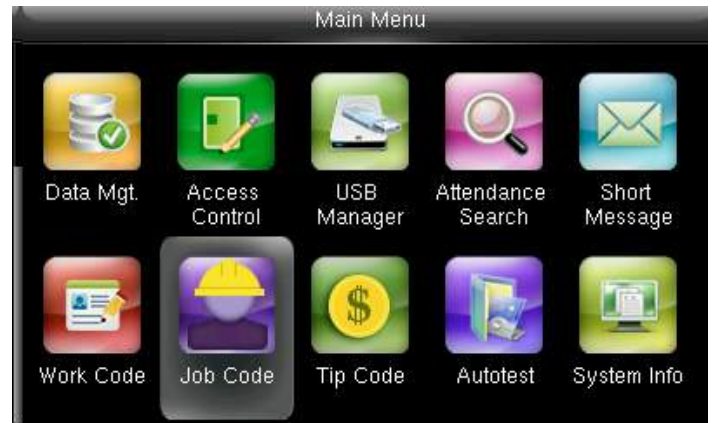 Main Menu
Data Mgt.
Access
Control
USB
Manager
Attendance
Search
Short
Message
Work Code
Job Code
Tip Code
Autotest
System Info